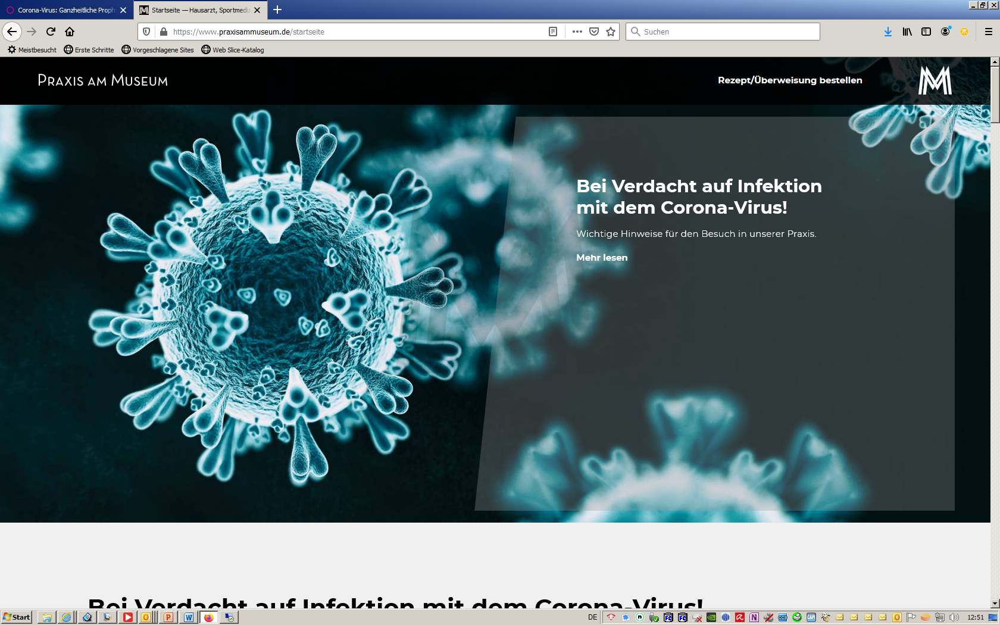 Corona-Virus: Ganzheitliche Proph
Startseite — Hausarzt, Sportmediz
https://www.praxisammuseum.de/startseite
Suchen
Meistbesucht
Erste Schritte
Vorgeschlagene Sites
Web Slice-Katalog
PRAXIS AM MUSEUM
Rezept/Überweisung bestellen
Bei Verdacht auf Infektion
mit dem Corona-Virus!
Wichtige Hinweise für den Besuch in unserer Praxis.
Mehr lesen
Bei Verdacht auf Infektion mit dem Corona-Virus!
Start
DE
12:51